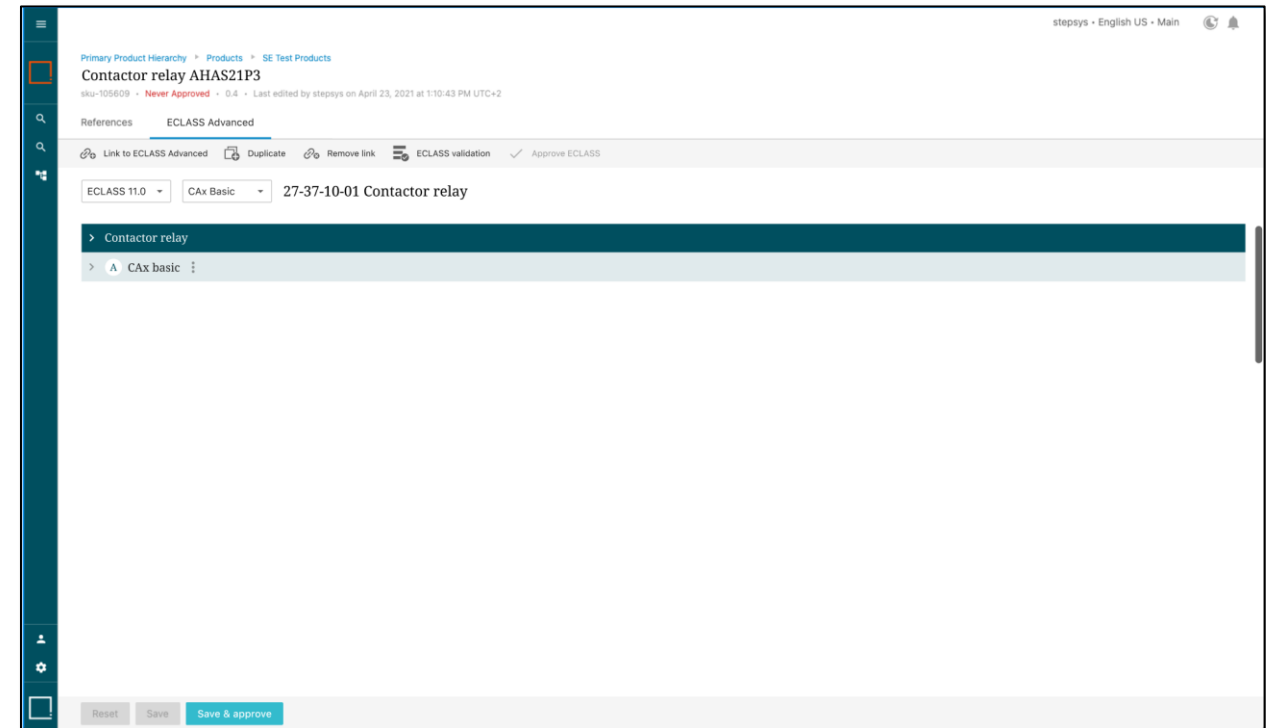 stepsys • English US • Main
Primary Product Hierarchy Products SE Test Products
Contactor relay AHAS21P3
sku-105609 • Never Approved • 0.4 • Last edited by stepsys on April 23, 2021 at 1:10:43 PM UTC+2
References ECLASS Advanced
Link to ECLASS Advanced Duplicate Remove link ECLASS validation Approve ECLASS
ECLASS 11.0 CAx Basic 27-37-10-01 Contactor relay
Contactor relay
A CAx basic
Reset Save Save & approve